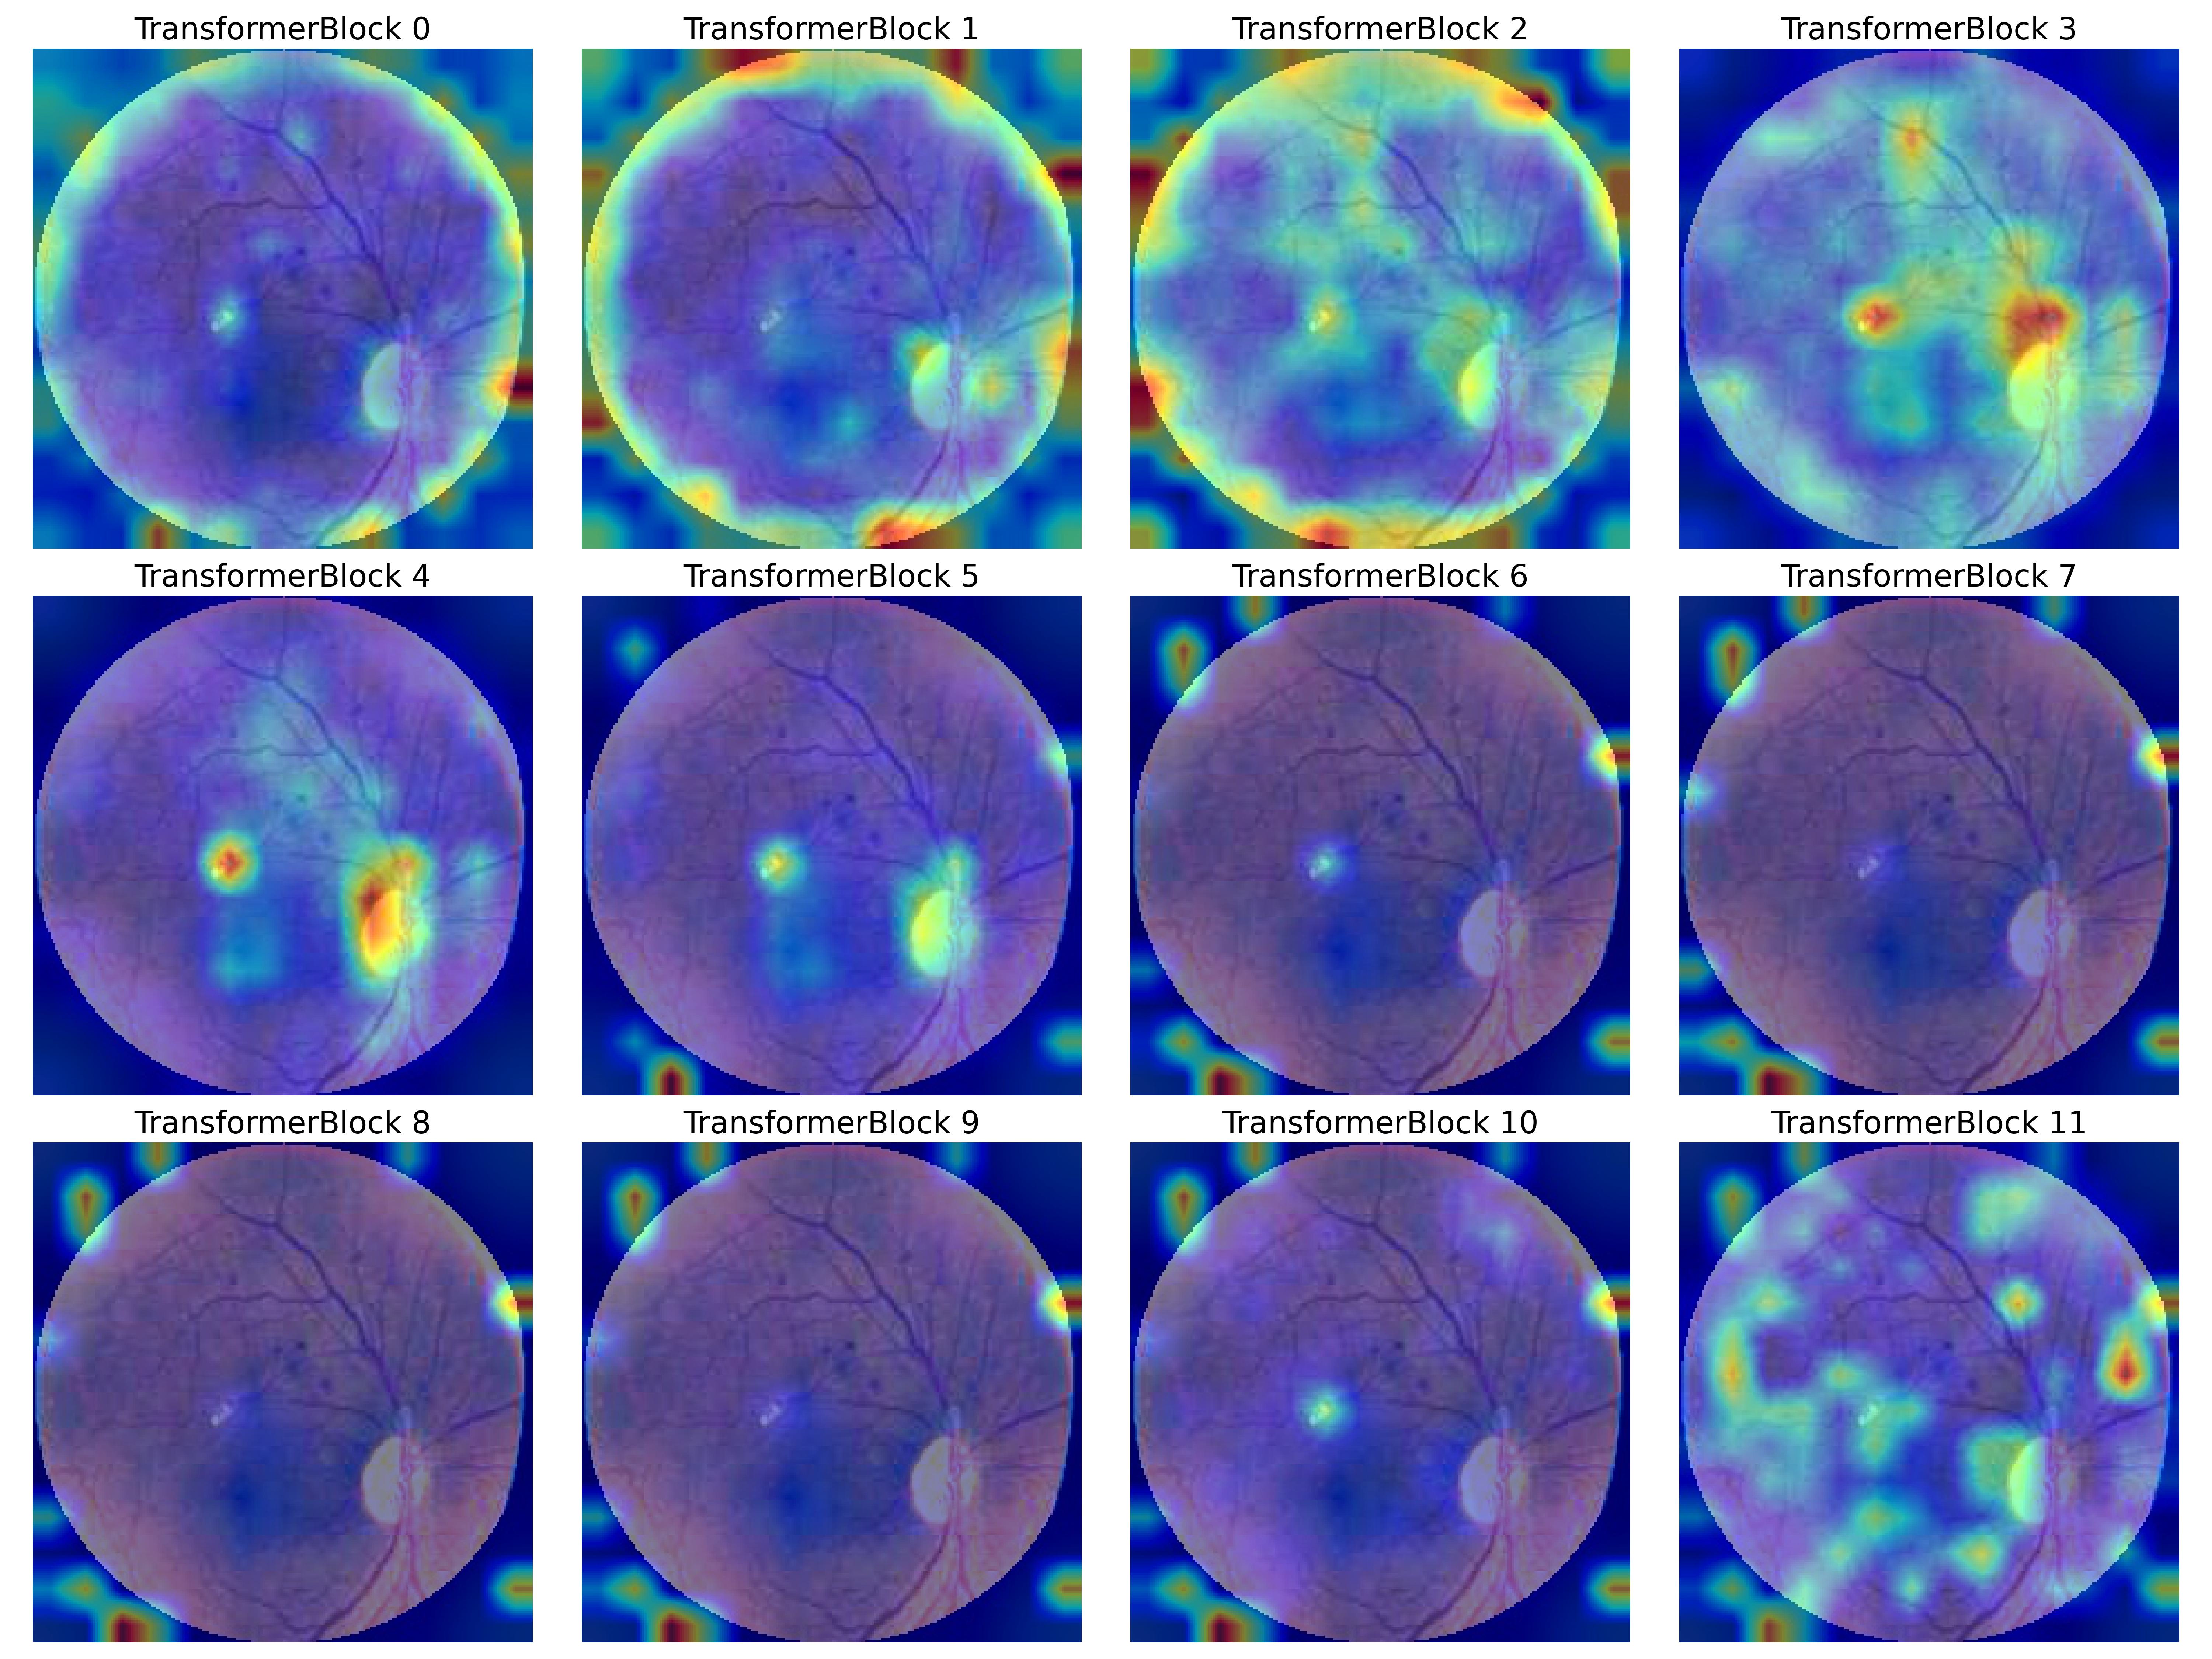 TransformerBlock 0
TransformerBlock 1
TransformerBlock 2
TransformerBlock 3
TransformerBlock 4
TransformerBlock 5
TransformerBlock 6
TransformerBlock 7
TransformerBlock 8
TransformerBlock 9
TransformerBlock 10
TransformerBlock 11